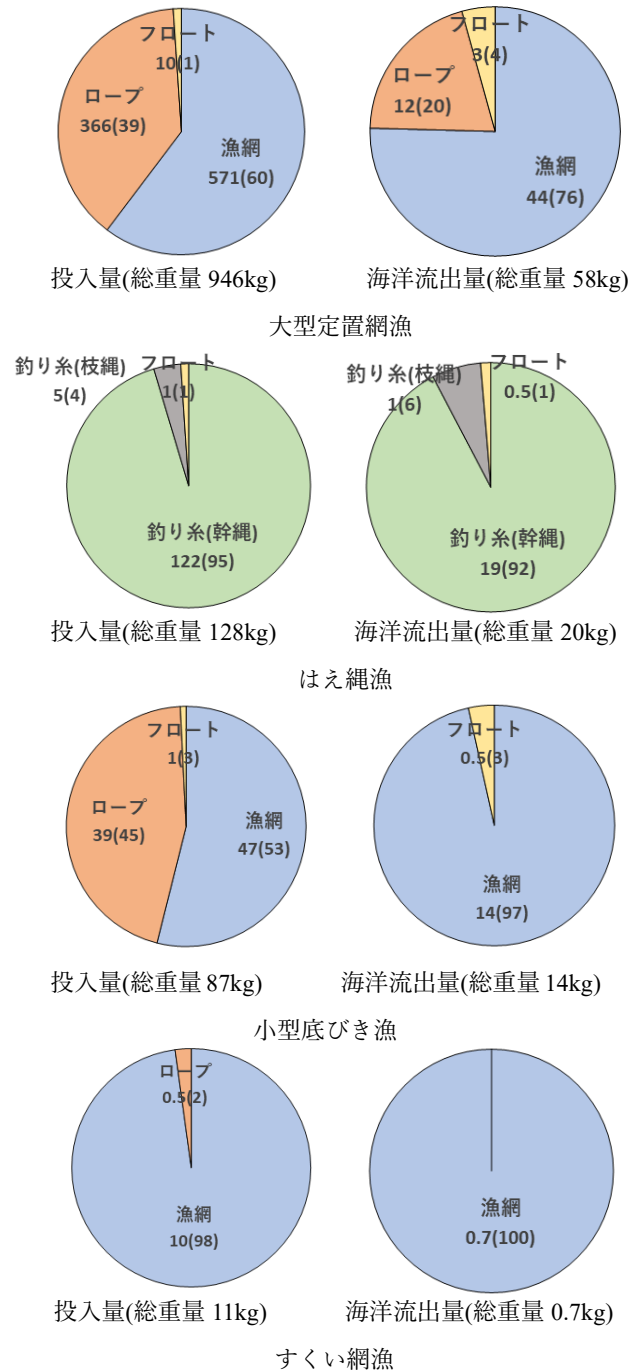 フロート
10(1)
ロープ
366(39)
漁網
571(60)
投入量(総重量 946kg)
フロート
3(4)
ロープ
12(20)
漁網
44(76)
海洋流出量(総重量 58kg)
大型定置網漁
釣り糸(枝縄)
5(4)
フロート
1(1)
釣り糸(幹縄)
122(95)
投入量(総重量 128kg)
釣り糸(枝縄)
1(6)
フロート
0.5(1)
釣り糸(幹縄)
19(92)
海洋流出量(総重量 20kg)
はえ縄漁
フロート
1(3)
ロープ
39(45)
漁網
47(53)
投入量(総重量 87kg)
フロート
0.5(3)
漁網
14(97)
海洋流出量(総重量 14kg)
小型底びき漁
ロープ
0.5(2)
漁網
10(98)
投入量(総重量 11kg)
漁網
0.7(100)
海洋流出量(総重量 0.7kg)
すくい網漁